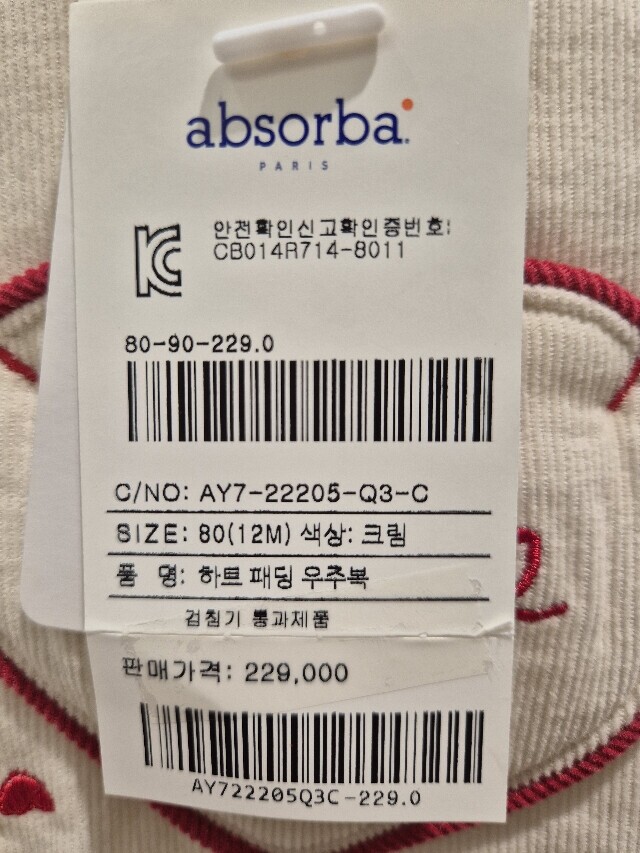 absorba.
PARIS
안전확인신고확인증번호:
CB014R714-8011
80-90-229.0
C/NO: AY7-22205-Q3-C
SIZE: 80(12M) 색상: 크림
품 명: 하트 패딩 우주복
검침기 통과제품
판매가격: 229,000
AY722205Q3C-229.0